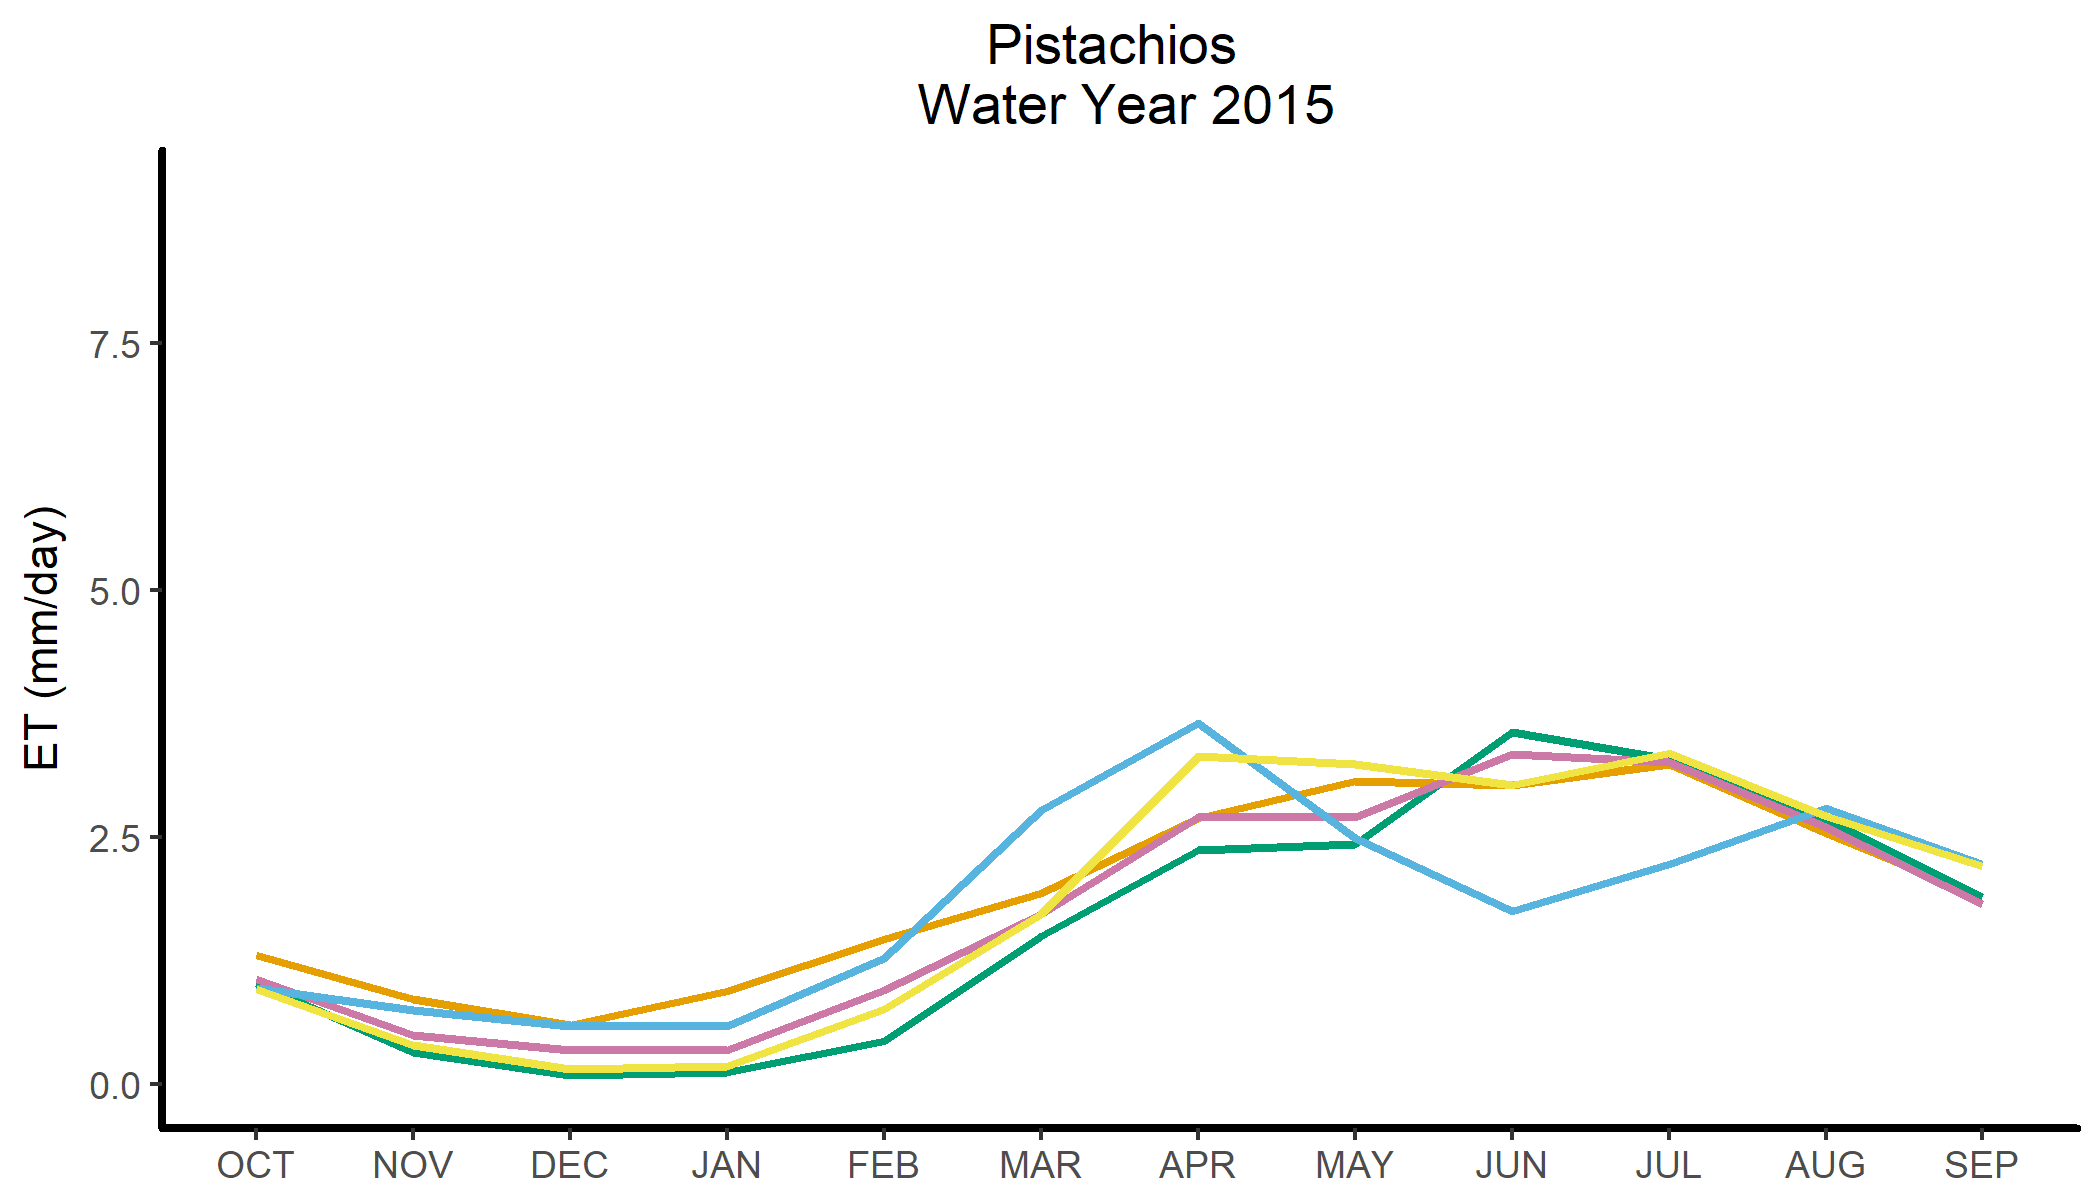 Pistachios
Water Year 2015
ET (mm/day)
7.5
5.0
2.5
0.0
OCT NOV DEC JAN FEB MAR APR MAY JUN JUL AUG SEP